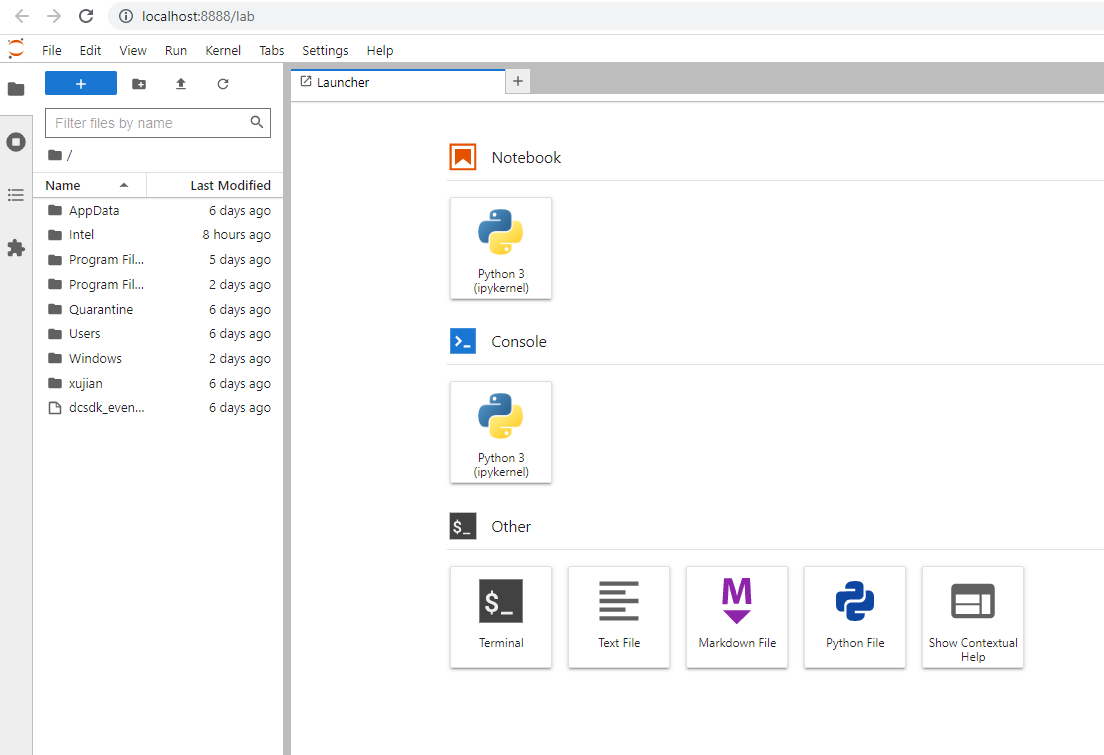 localhost:8888/lab
File Edit View Run Kernel Tabs Settings Help
+
Launcher
+
Filter files by name
/
Name Last Modified
AppData 6 days ago
Intel 8 hours ago
Program Fil... 5 days ago
Program Fil... 2 days ago
Quarantine 6 days ago
Users 6 days ago
Windows 2 days ago
xujian 6 days ago
dcsdk_even... 6 days ago
Notebook
Python 3
(ipykernel)
>_ Console
Python 3
(ipykernel)
$_ Other
$_
Terminal
Text File
M
Markdown File
Python File
Show Contextual
Help